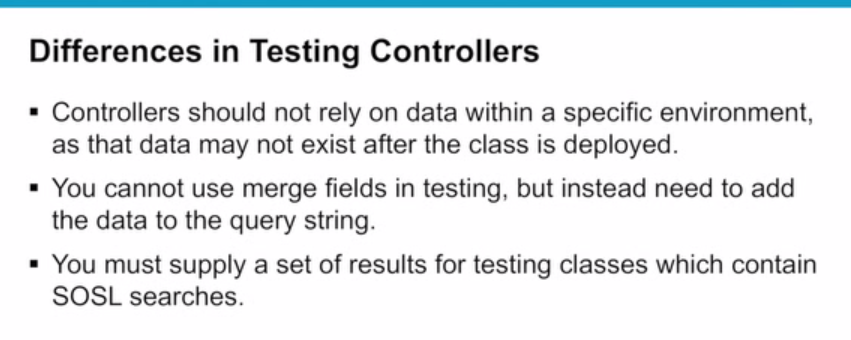 Differences in Testing Controllers
▪ Controllers should not rely on data within a specific environment,
as that data may not exist after the class is deployed.
▪ You cannot use merge fields in testing, but instead need to add
the data to the query string.
▪ You must supply a set of results for testing classes which contain
SOSL searches.